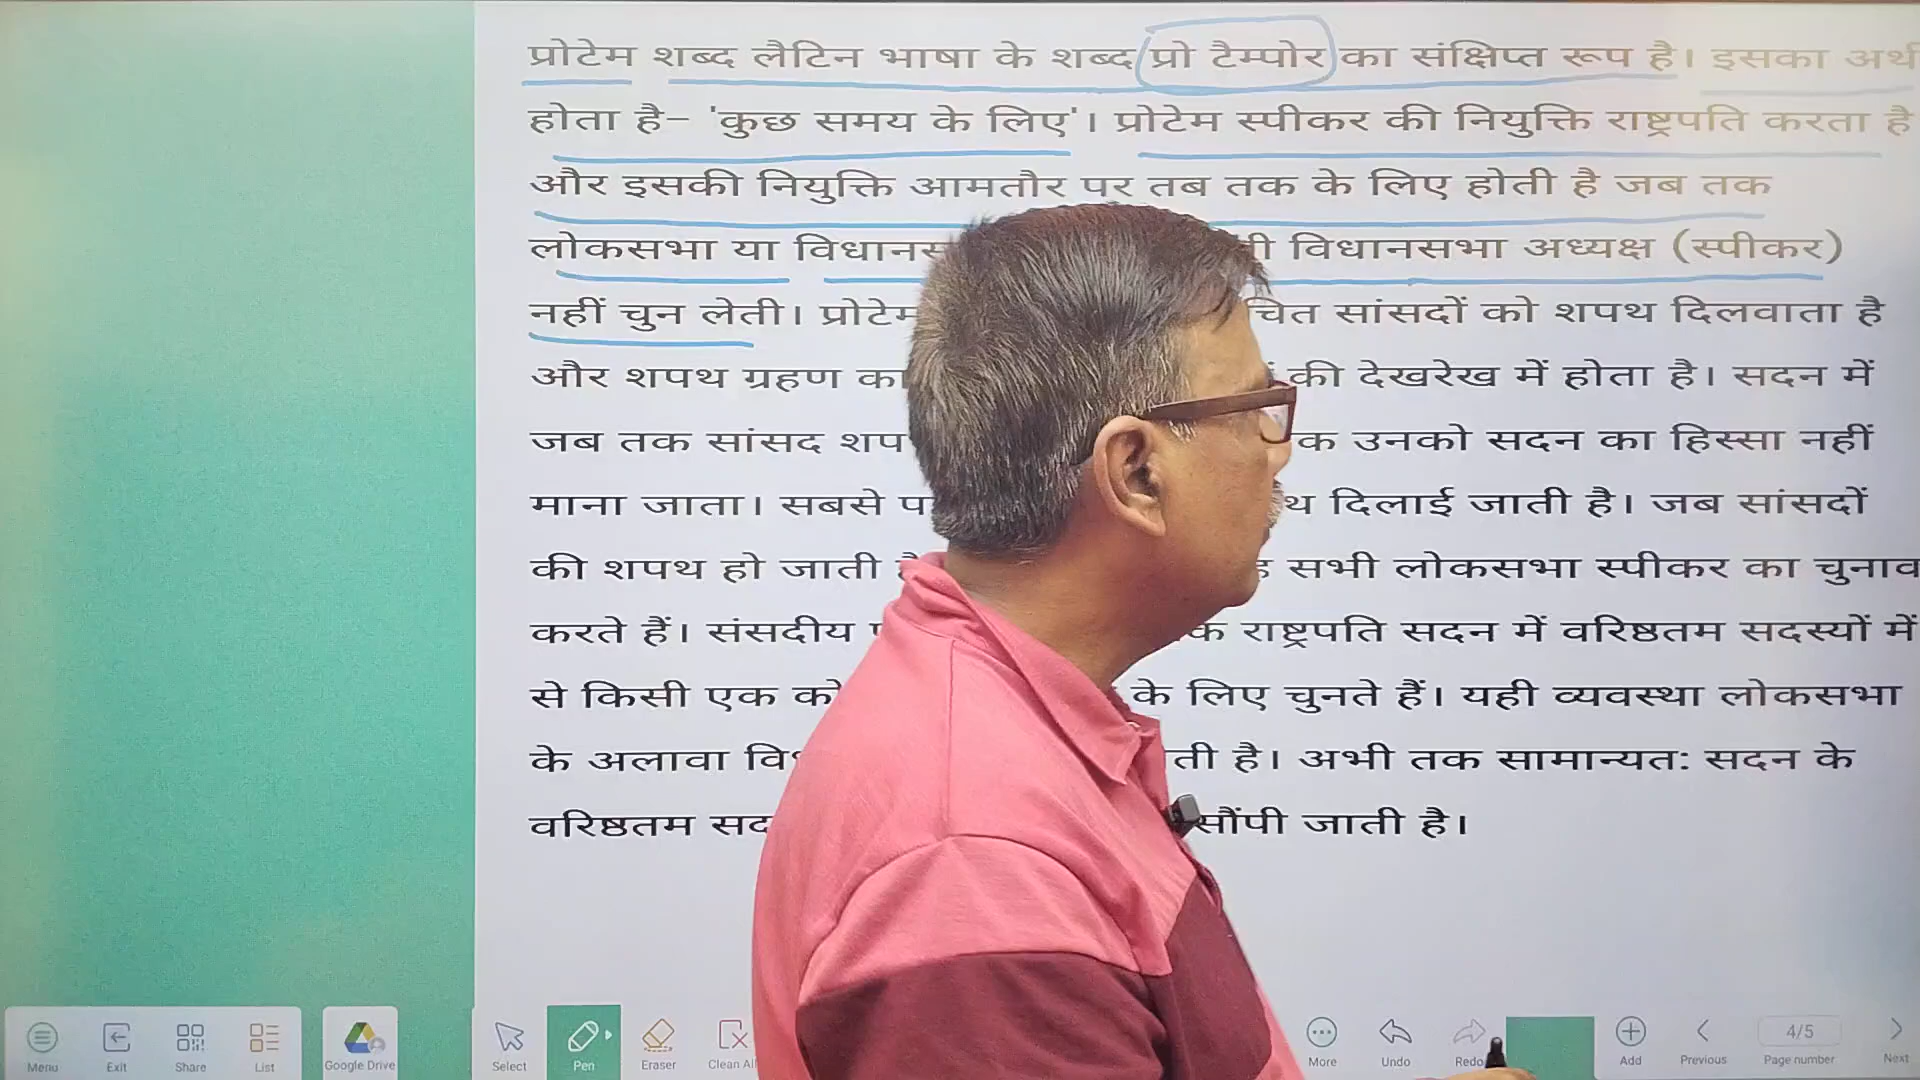 प्रोटेम शब्द लैटिन भाषा के शब्द प्रो टैम्पोर का संक्षिप्त रूप है। इसका अर्थ
होता है– 'कुछ समय के लिए'। प्रोटेम स्पीकर की नियुक्ति राष्ट्रपति करता है
और इसकी नियुक्ति आमतौर पर तब तक के लिए होती है जब तक
लोकसभा या विधानसभा अध्यक्ष (स्पीकर)
नहीं चुन लेती। सांसदों को शपथ दिलवाता है
और शपथ ग्रहण की देखरेख में होता है। सदन में
जब तक सांसद उनको सदन का हिस्सा नहीं
माना जाता। सबसे दिलाई जाती है। जब सांसदों
की शपथ हो जाती सभी लोकसभा स्पीकर का चुनाव
करते हैं। संसदीय राष्ट्रपति सदन में वरिष्ठतम सदस्यों में
से किसी एक को के लिए चुनते हैं। यही व्यवस्था लोकसभा
के अलावा है। अभी तक सामान्यत: सदन के
वरिष्ठतम सौंपी जाती है।
Menu Exit Share List Google Drive Select Pen Eraser Clean All More Undo Redo Add Previous 4/5 Page number Next